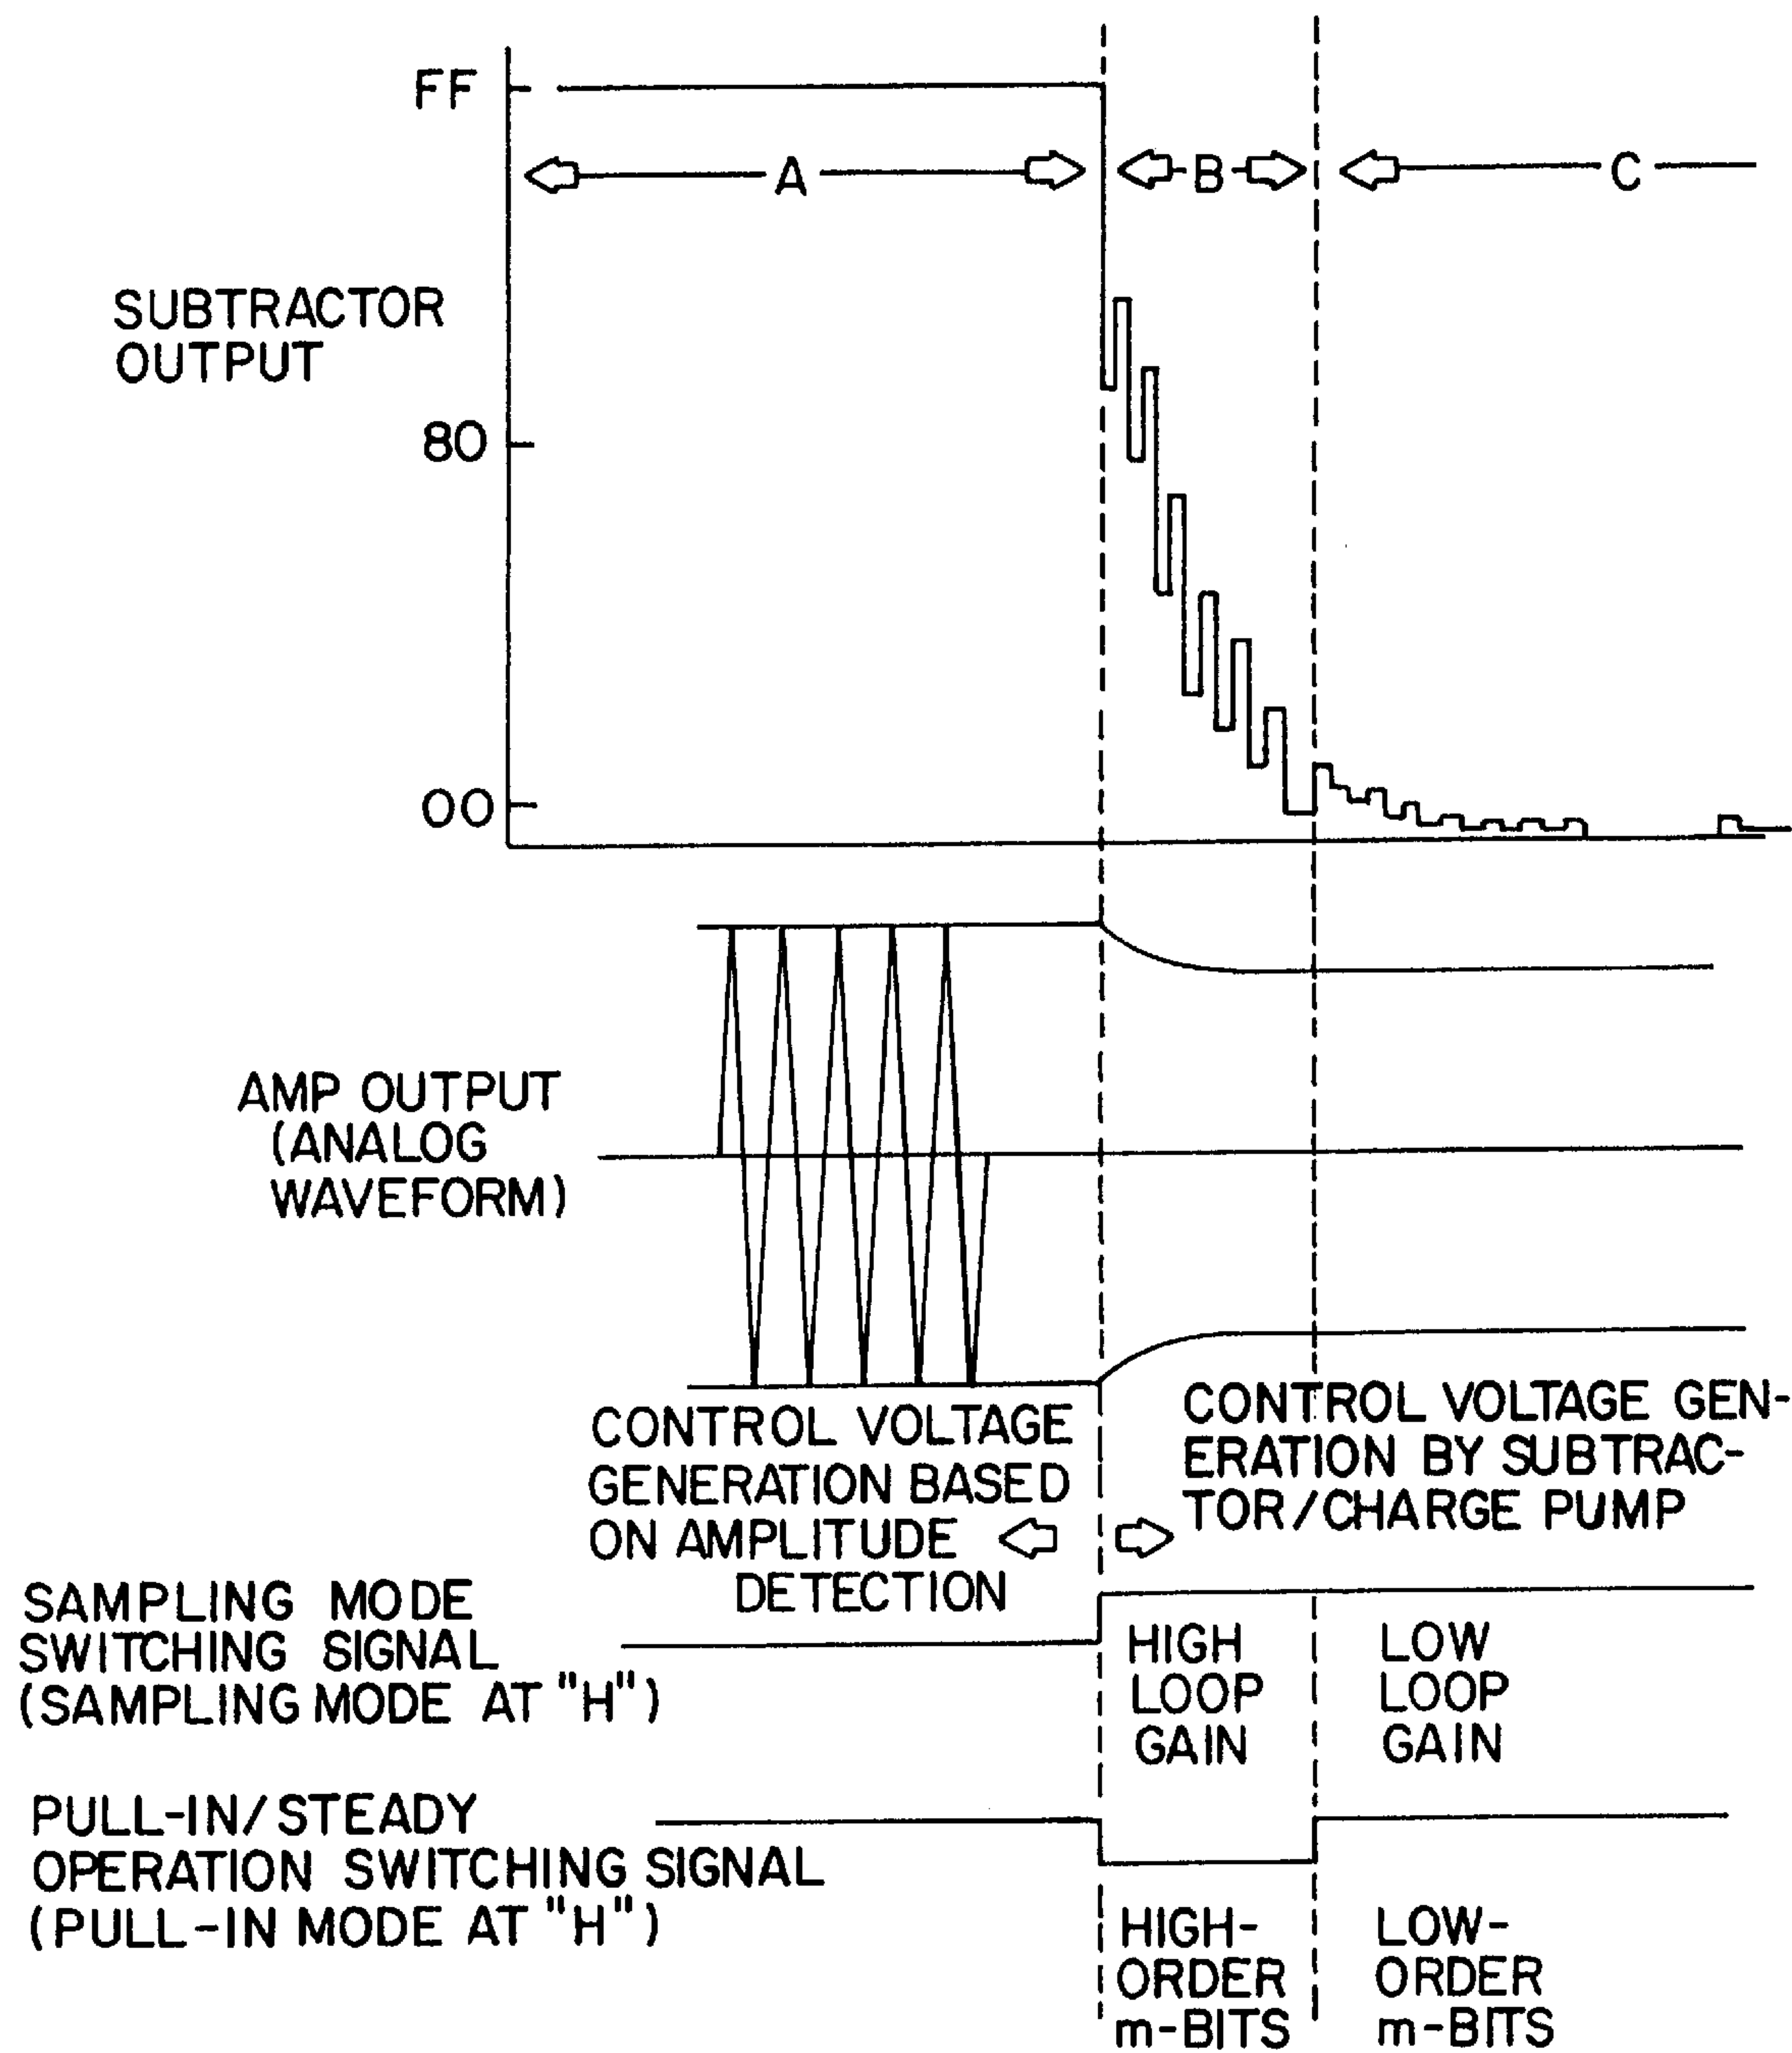 FF
A
B
C
SUBTRACTOR
OUTPUT
80
00
AMP OUTPUT
(ANALOG
WAVEFORM)
CONTROL VOLTAGE
GENERATION BASED
ON AMPLITUDE
DETECTION
CONTROL VOLTAGE GEN-
ERATION BY SUBTRAC-
TOR/CHARGE PUMP
SAMPLING MODE
SWITCHING SIGNAL
(SAMPLING MODE AT "H")
HIGH
LOOP
GAIN
LOW
LOOP
GAIN
PULL-IN/STEADY
OPERATION SWITCHING SIGNAL
(PULL-IN MODE AT "H")
HIGH-
ORDER
m-BITS
LOW-
ORDER
m-BITS